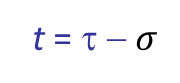 t = τ − σ